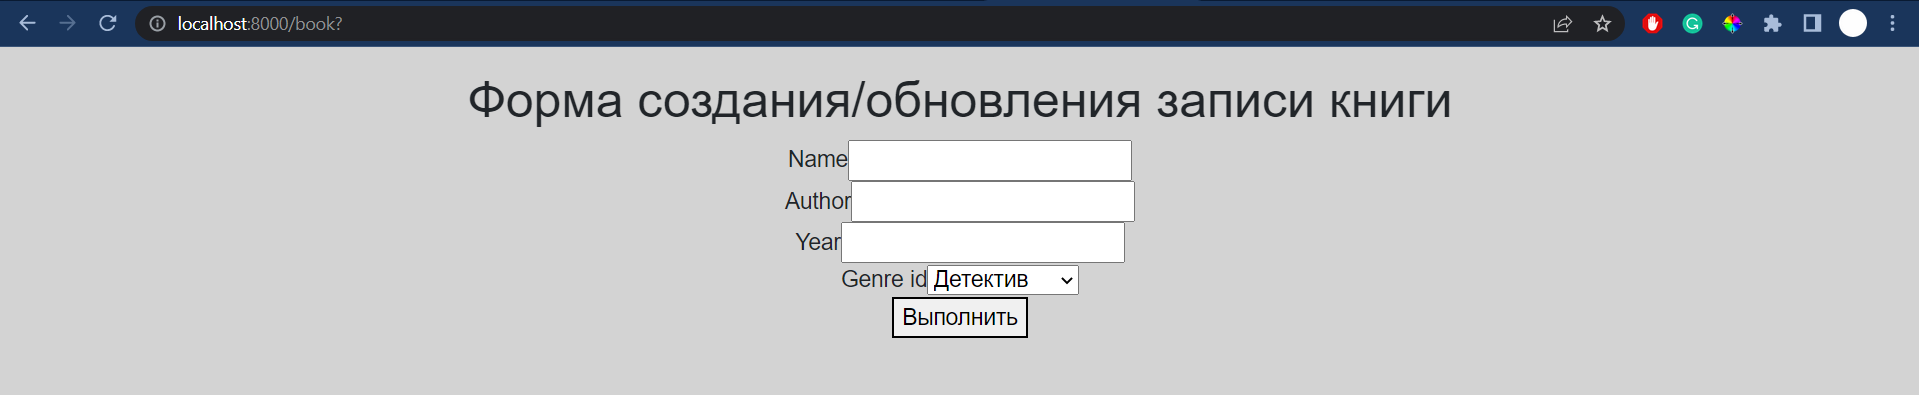 localhost:8000/book?
Форма создания/обновления записи книги
Name
Author
Year
Genre id Детектив
Выполнить